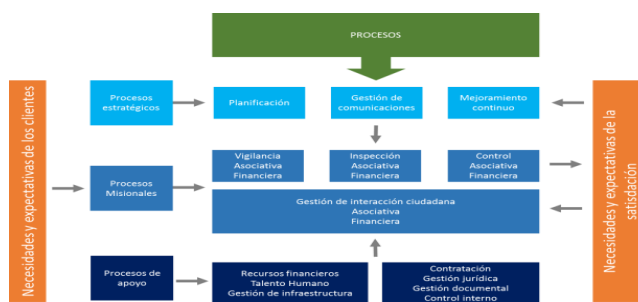 PROCESOS
Necesidades y expectativas de los clientes
Procesos
estratégicos
Planificación
Gestión de
comunicaciones
Mejoramiento
continuo
Procesos
Misionales
Vigilancia
Asociativa
Financiera
Inspección
Asociativa
Financiera
Control
Asociativa
Financiera
Gestión de interacción ciudadana
Asociativa
Financiera
Procesos de
apoyo
Recursos financieros
Talento Humano
Gestión de infraestructura
Contratación
Gestión jurídica
Gestión documental
Control interno
Necesidades y expectativas de la
satisfación